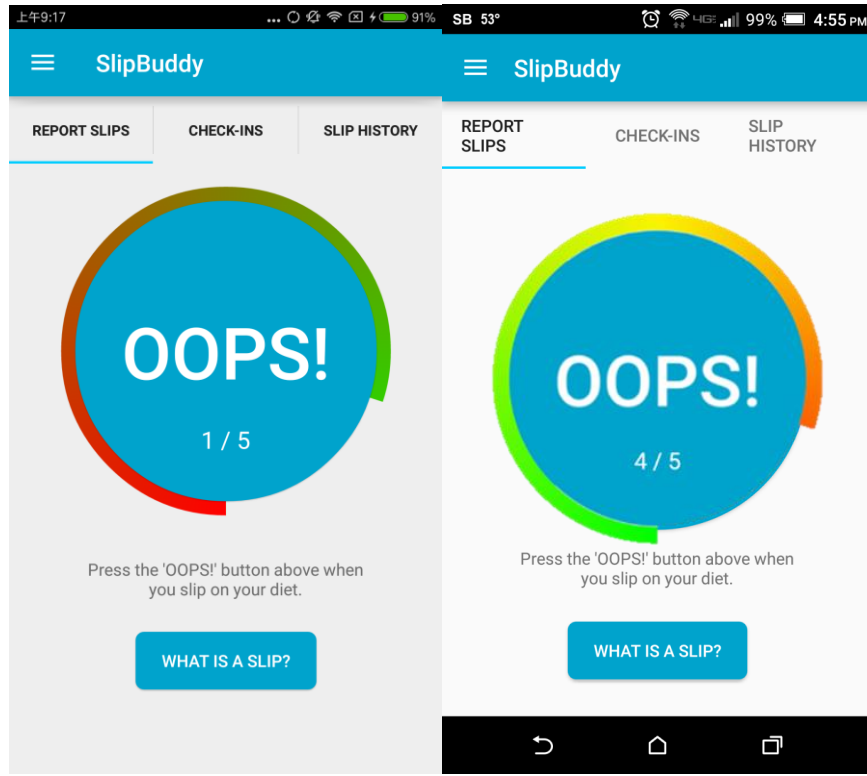 上午9:17
... 91%
SlipBuddy
REPORT SLIPS CHECK-INS SLIP HISTORY
OOPS!
1 / 5
Press the 'OOPS!' button above when
you slip on your diet.
WHAT IS A SLIP?
SB 53° 4G 99% 4:55 PM
SlipBuddy
REPORT
SLIPS
CHECK-INS
SLIP
HISTORY
OOPS!
4 / 5
Press the 'OOPS!' button above when
you slip on your diet.
WHAT IS A SLIP?